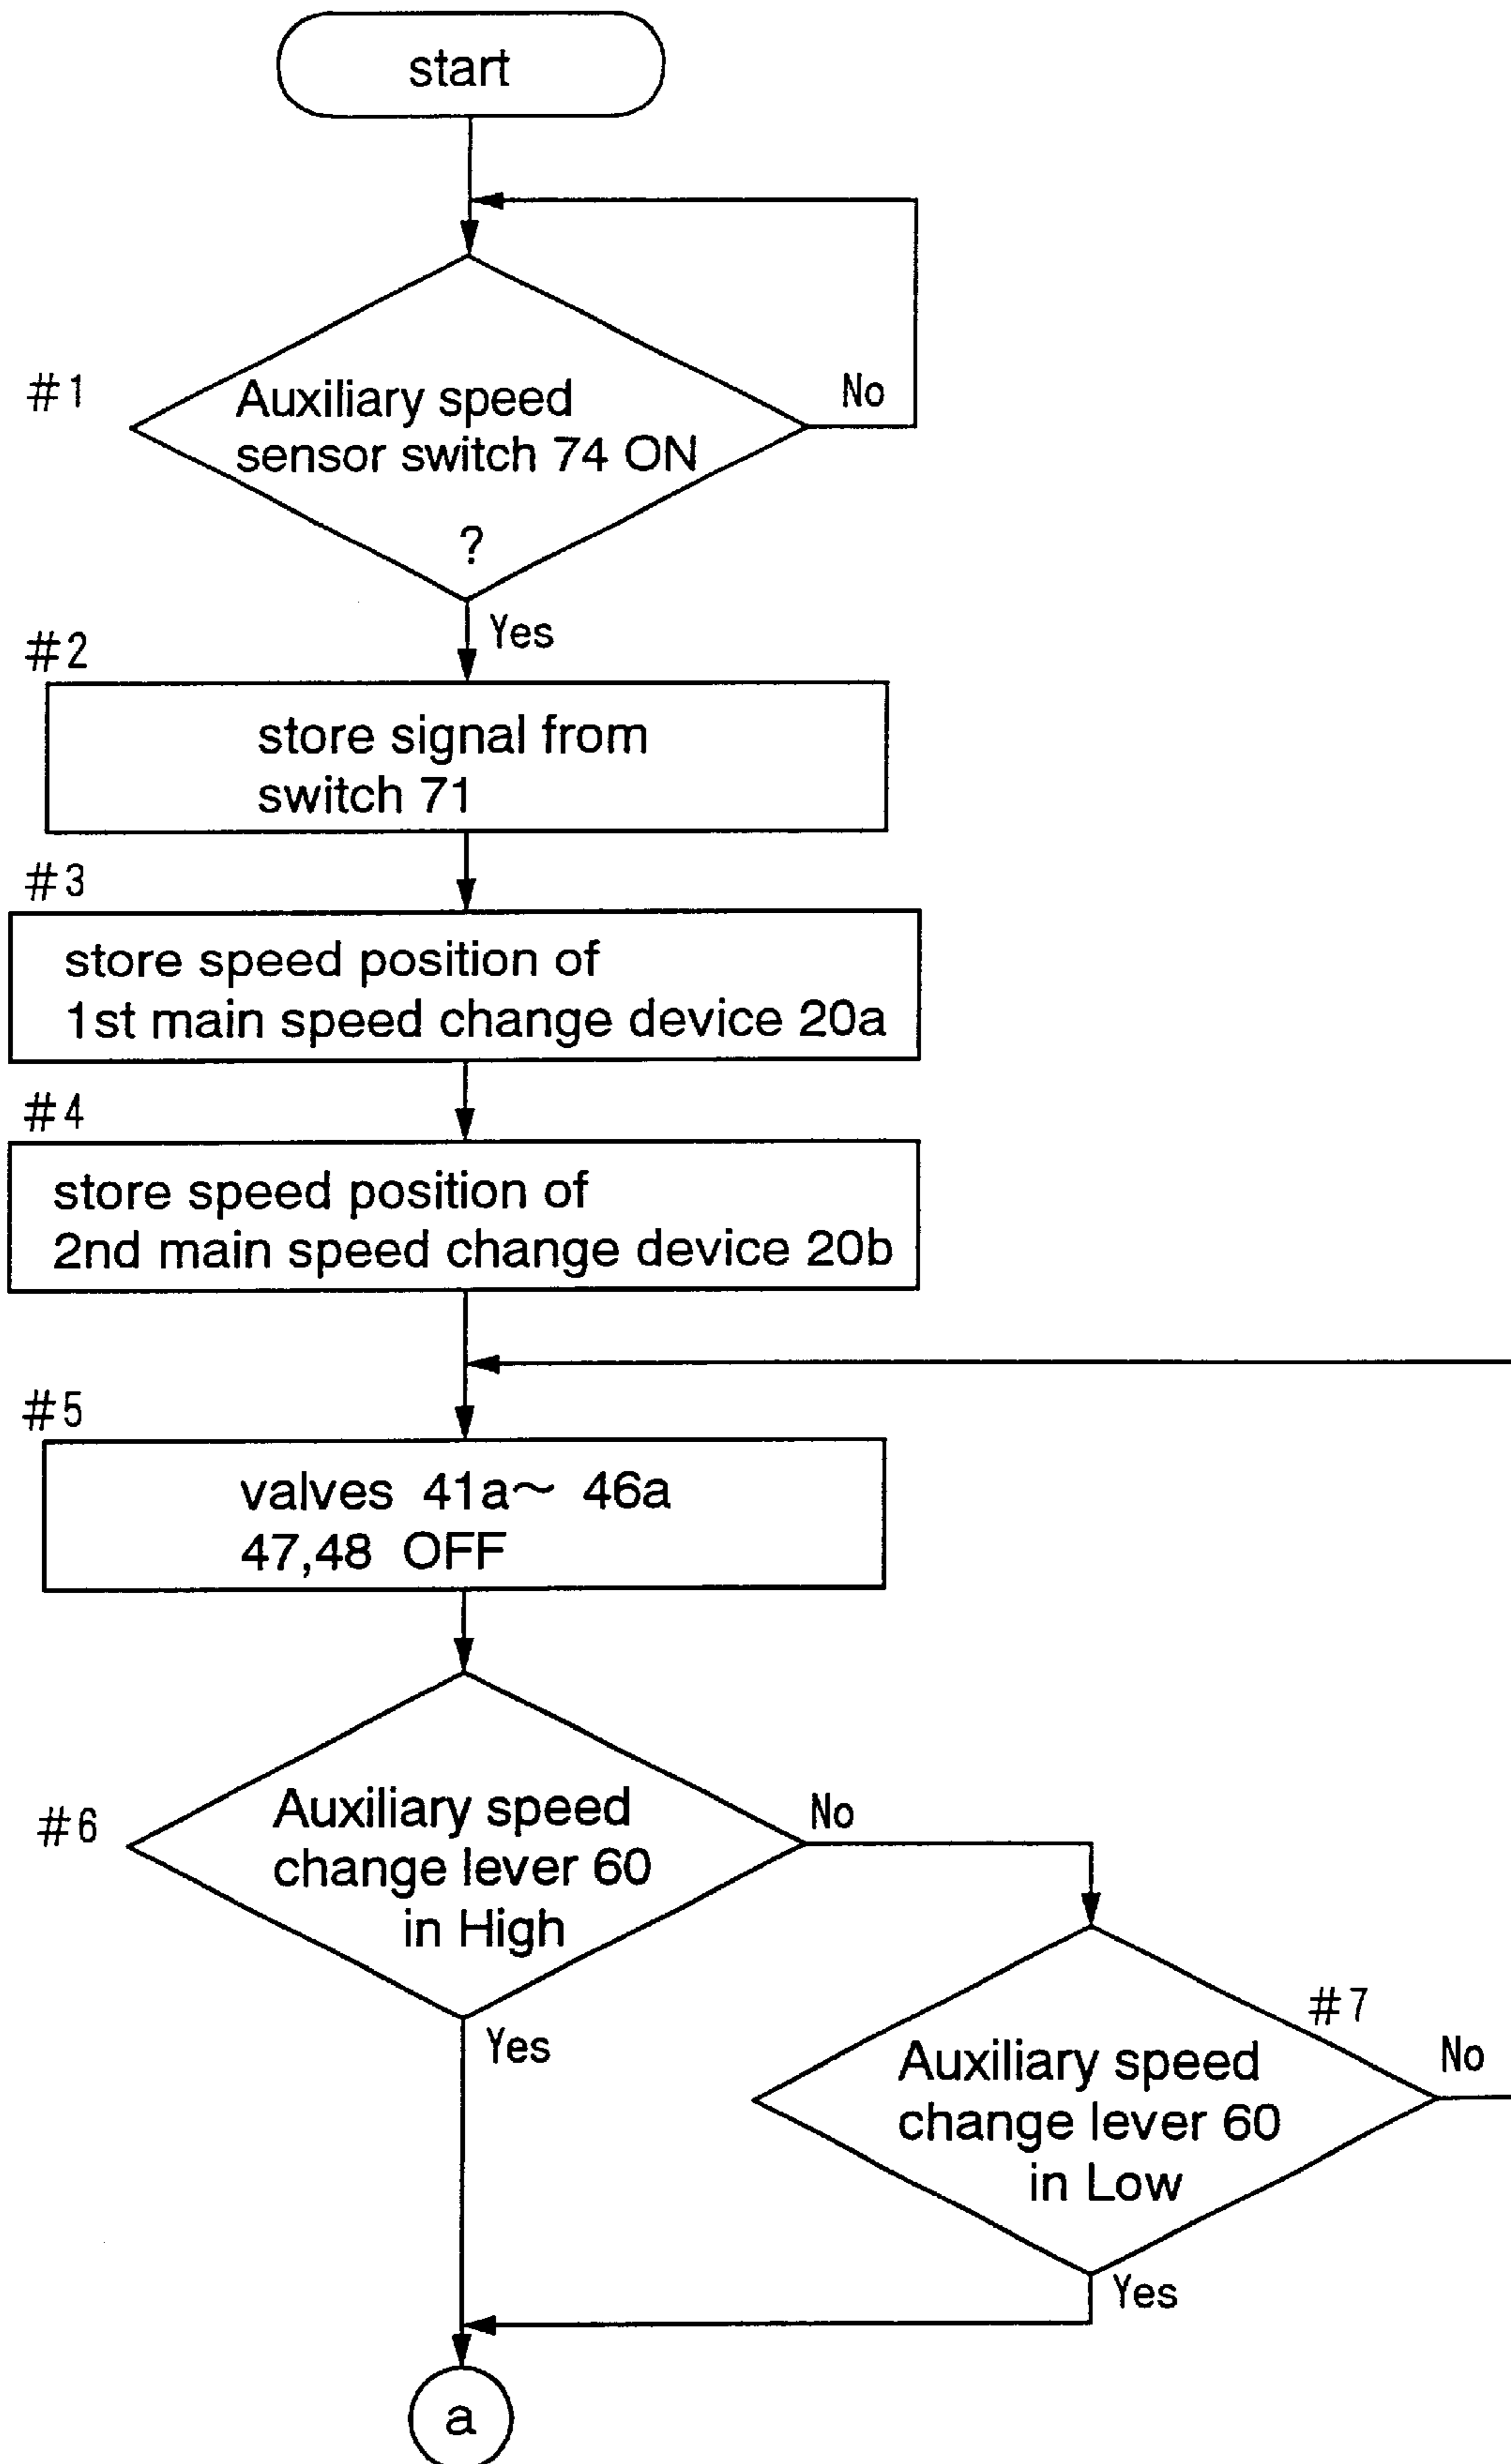 start
#1
Auxiliary speed
sensor switch 74 ON
?
No
Yes
#2
store signal from
switch 71
#3
store speed position of
1st main speed change device 20a
#4
store speed position of
2nd main speed change device 20b
#5
valves 41a~ 46a
47,48 OFF
#6
Auxiliary speed
change lever 60
in High
No
Yes
#7
Auxiliary speed
change lever 60
in Low
No
Yes
a